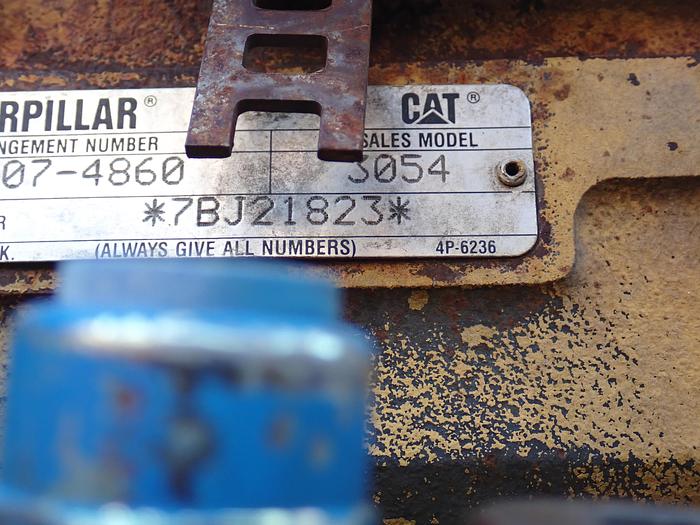 RPILLAR® CAT®
NGEMENT NUMBER SALES MODEL
07-4860 3054
R *7BJ21823*
K. (ALWAYS GIVE ALL NUMBERS) 4P-6236